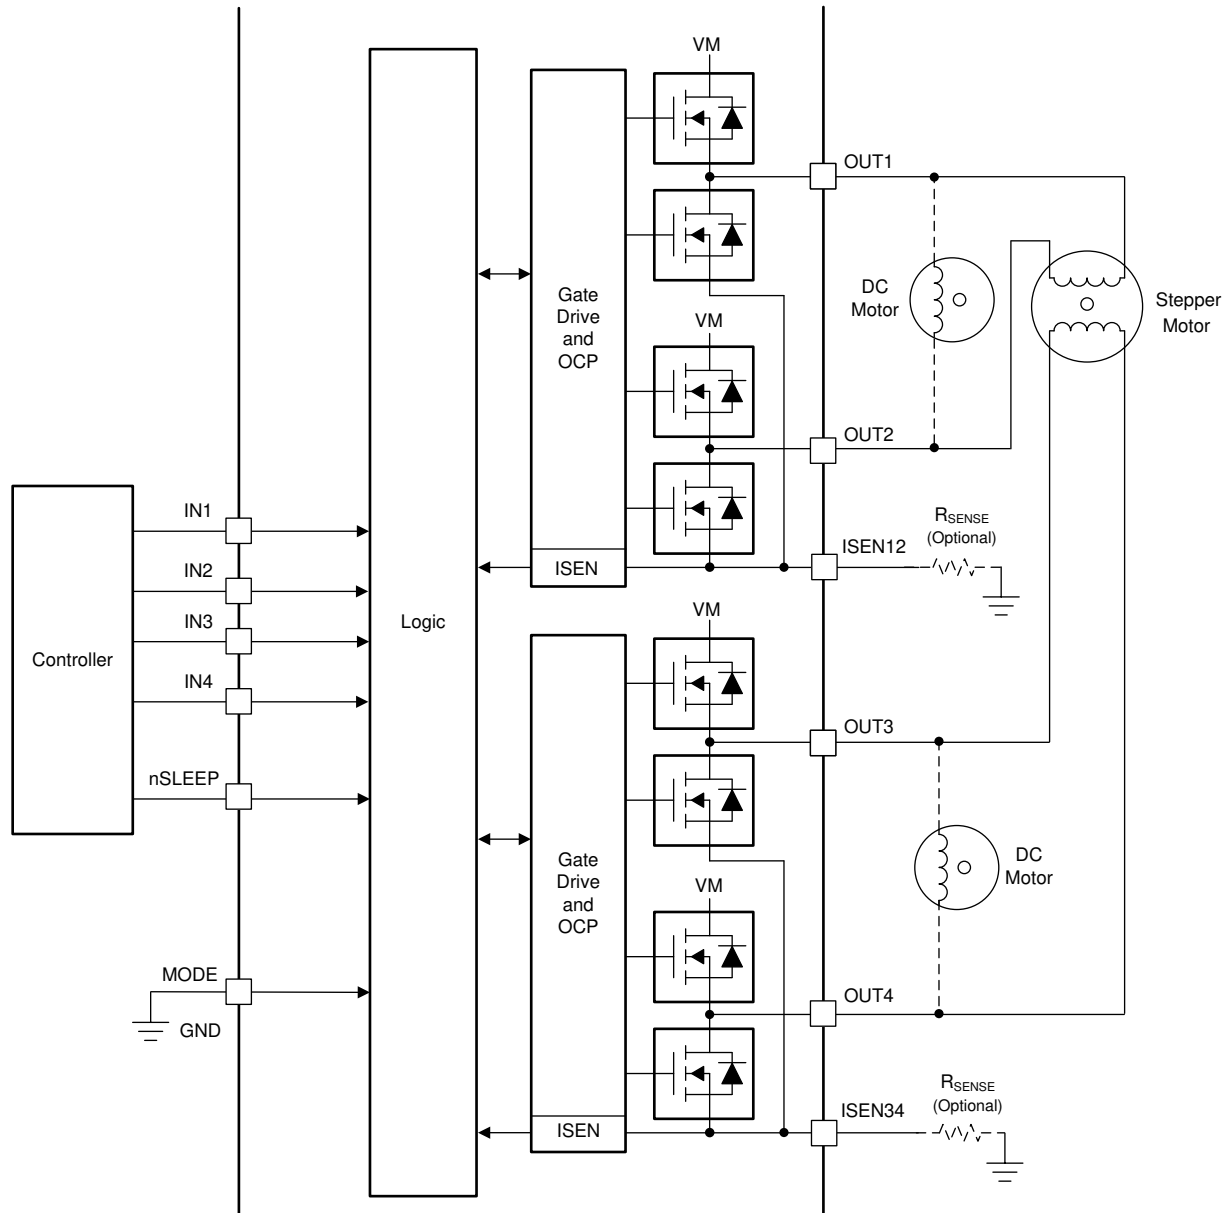 VM
OUT1
Gate
Drive
and
OCP
DC
Motor
Stepper
Motor
VM
OUT2
IN1
IN2
IN3
IN4
nSLEEP
Controller
Logic
ISEN
ISEN12
RSENSE
(Optional)
VM
OUT3
Gate
Drive
and
OCP
DC
Motor
VM
MODE
GND
OUT4
ISEN
ISEN34
RSENSE
(Optional)